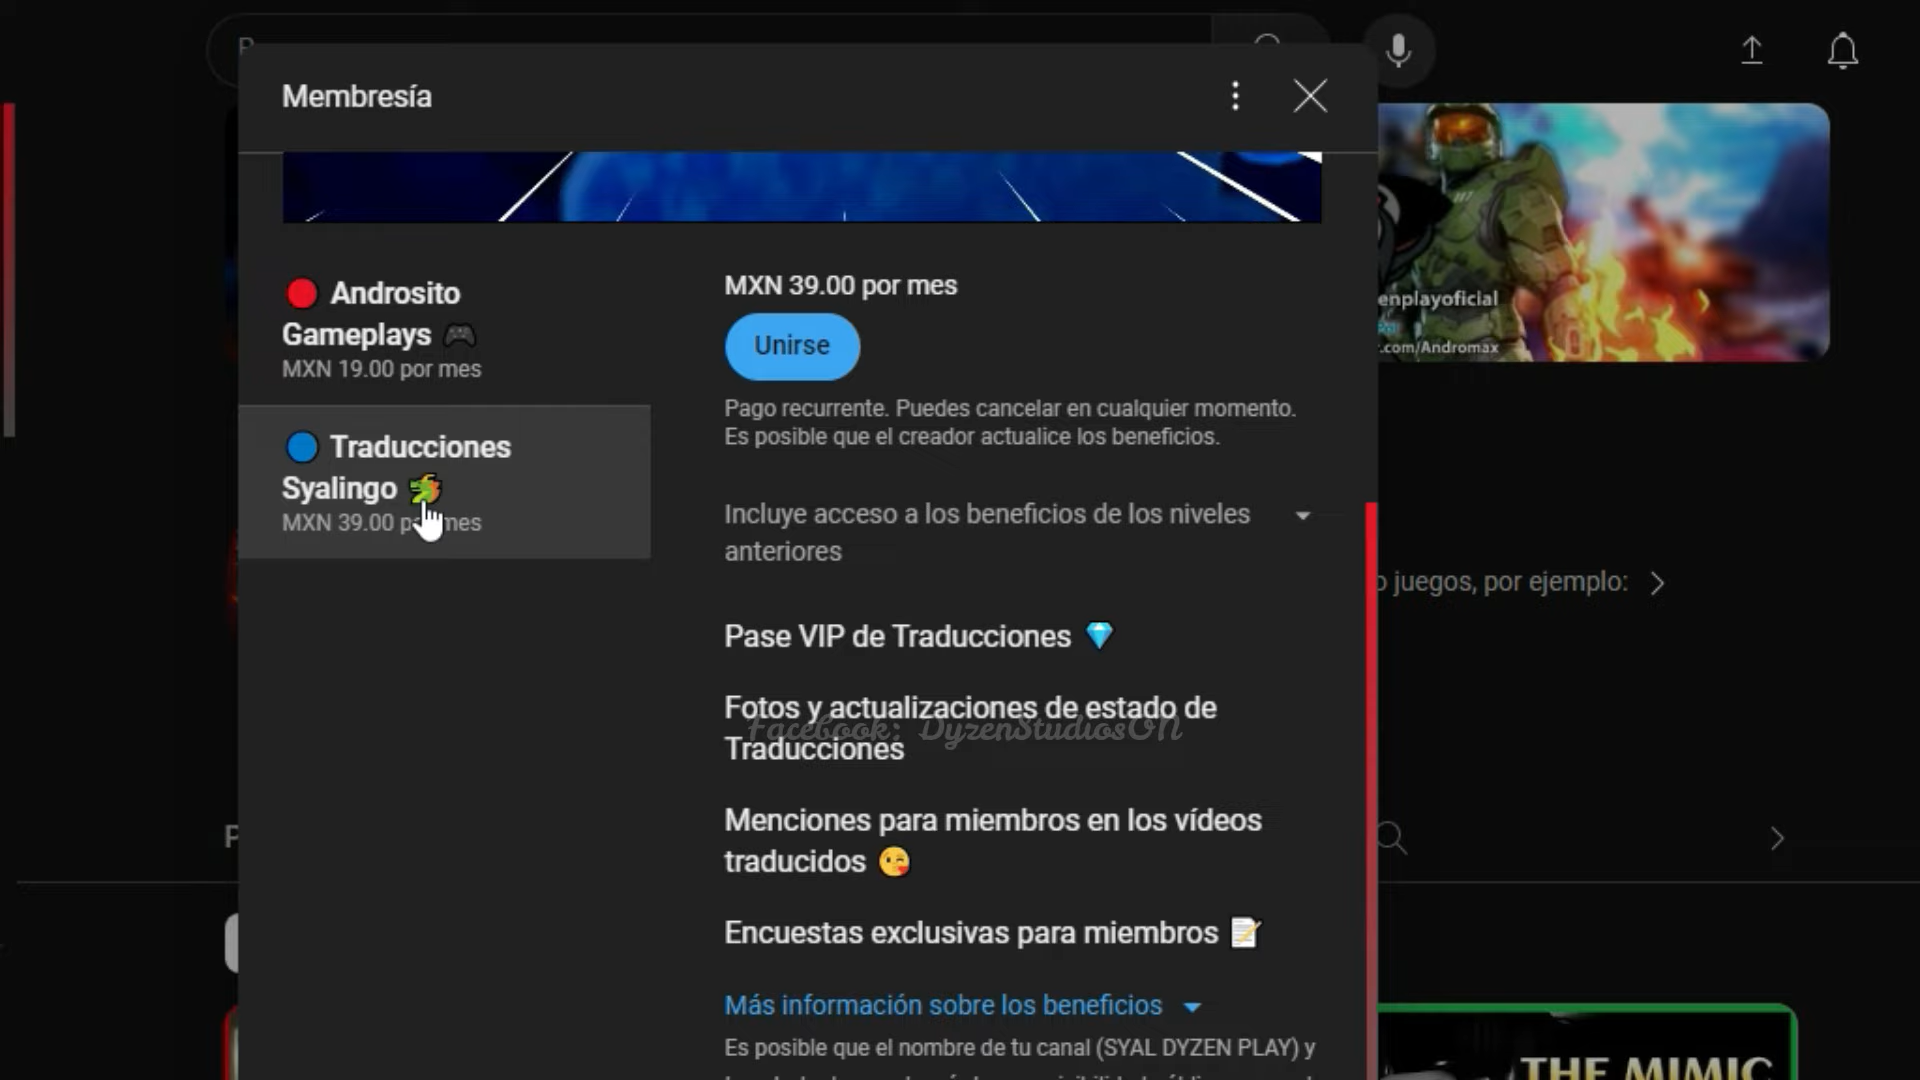 Membresía
Androsito
Gameplays
MXN 19.00 por mes
Traducciones
Syalingo
MXN 39.00 mes
MXN 39.00 por mes
Unirse
Pago recurrente. Puedes cancelar en cualquier momento.
Es posible que el creador actualice los beneficios.
Incluye acceso a los beneficios de los niveles
anteriores
Pase VIP de Traducciones
Fotos y actualizaciones de estado de
Traducciones
Facebook: DyzenStudiosON
Menciones para miembros en los vídeos
traducidos
Encuestas exclusivas para miembros
Más información sobre los beneficios
Es posible que el nombre de tu canal (SYAL DYZEN PLAY) y
enplayoficial
.com/Andromax
o juegos, por ejemplo:
THE MIMIC